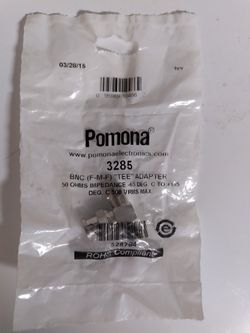 03/28/15
Pomona®
www.pomonaelectronics.com
3285
BNC (F-M-F) "TEE" ADAPTER
50 OHMS IMPEDANCE -65 DEG. C TO +165
DEG. C 500 VRMS MAX
ROHS Compliant